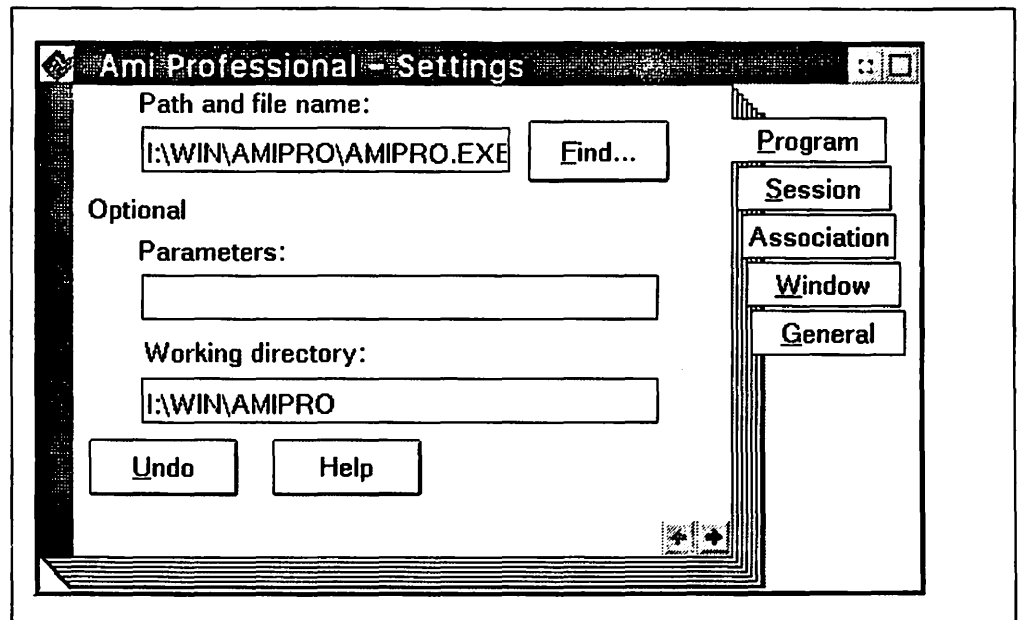 Ami Professional - Settings
Path and file name:
I:\WIN\AMIPRO\AMIPRO.EXE
Find...
Optional
Parameters:
Working directory:
I:\WIN\AMIPRO
Undo
Help
Program
Session
Association
Window
General